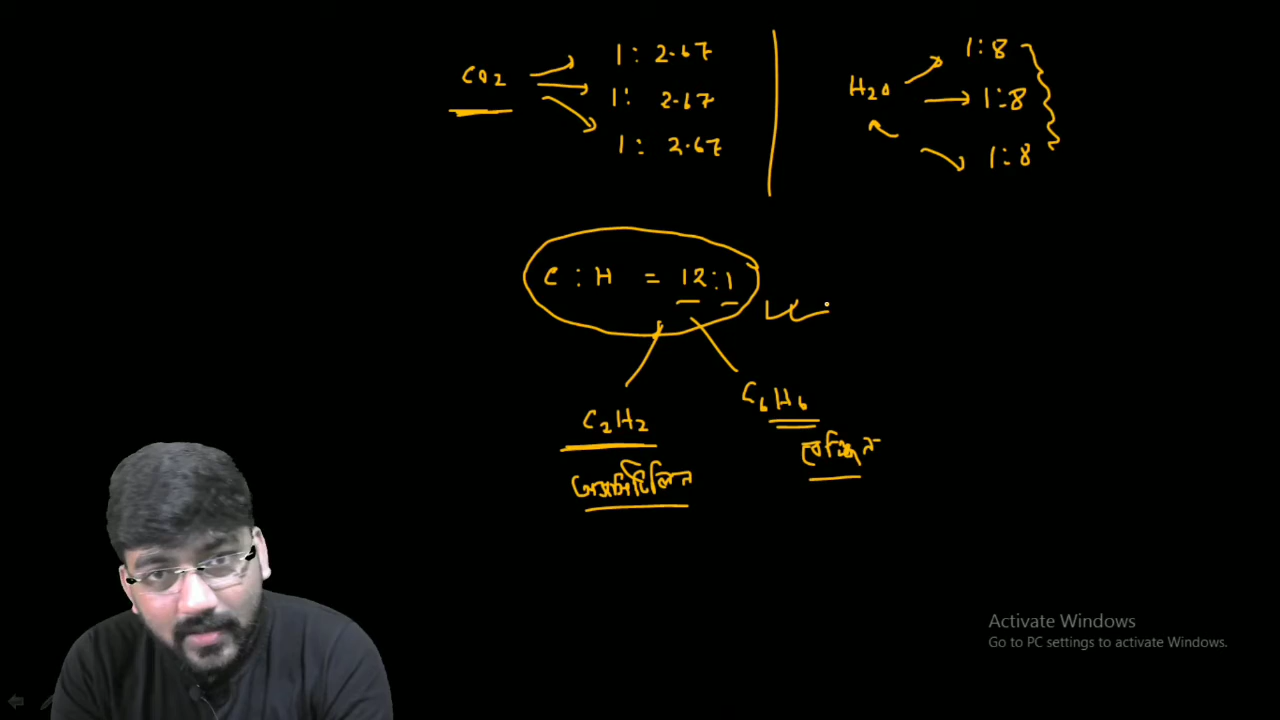 CO2 → 1 : 2.67
→ 1 : 2.67
→ 1 : 2.67
H2O → 1:8
→ 1:8
→ 1:8
C : H = 12:1
C2H2
অ্যাসিটিলিন
C6H6
বেঞ্জিন
Activate Windows
Go to PC settings to activate Windows.